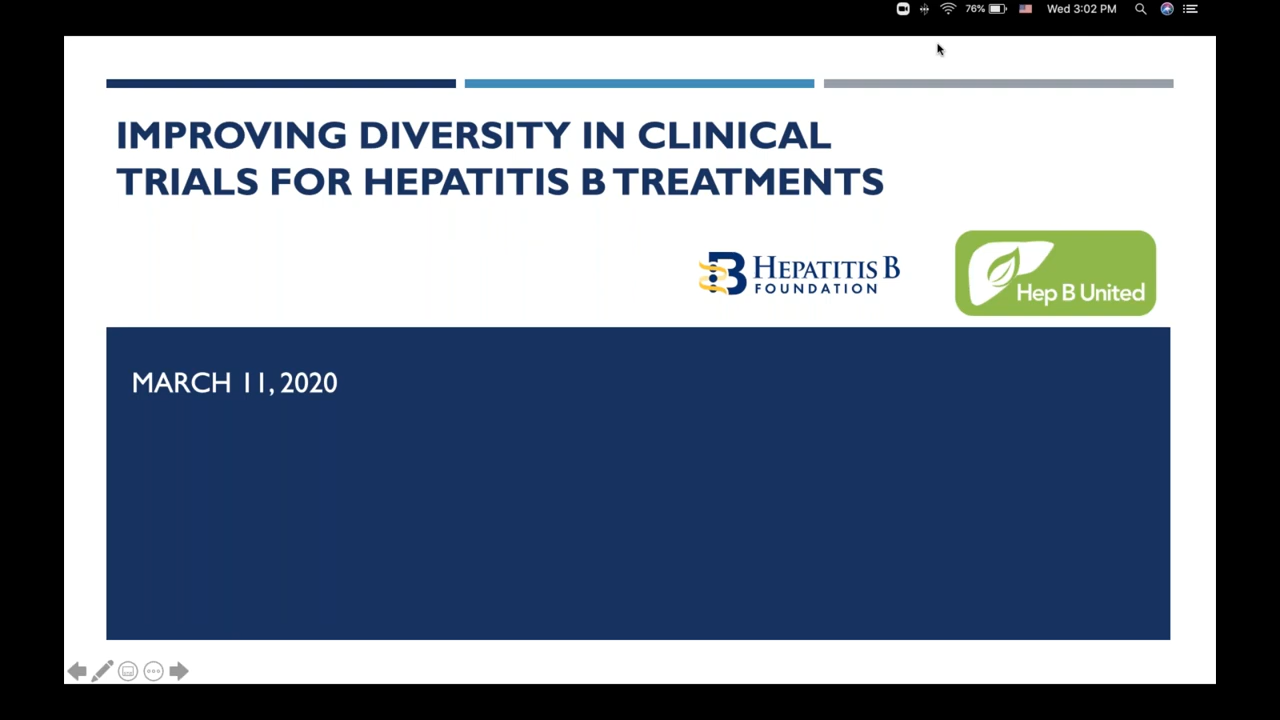 76% Wed 3:02 PM
IMPROVING DIVERSITY IN CLINICAL
TRIALS FOR HEPATITIS B TREATMENTS
HEPATITIS B
FOUNDATION
Hep B United
MARCH 11, 2020